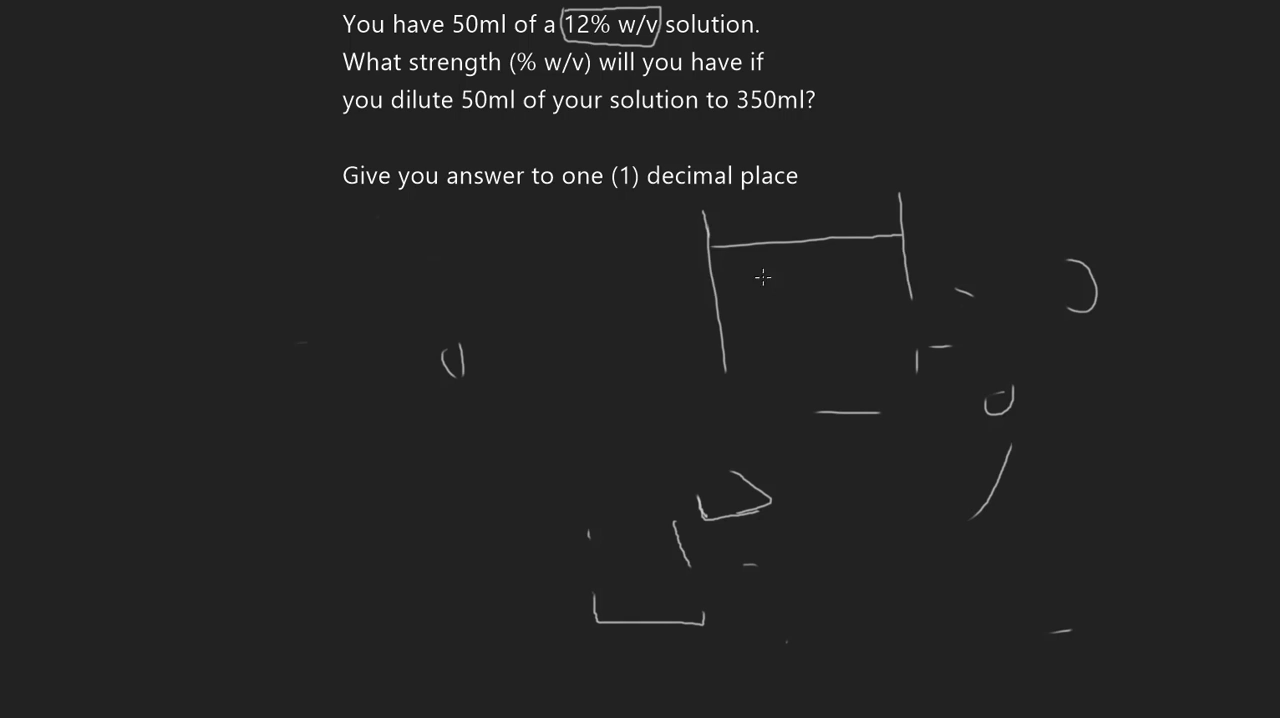 You have 50ml of a 12% w/v solution.
What strength (% w/v) will you have if
you dilute 50ml of your solution to 350ml?
Give you answer to one (1) decimal place